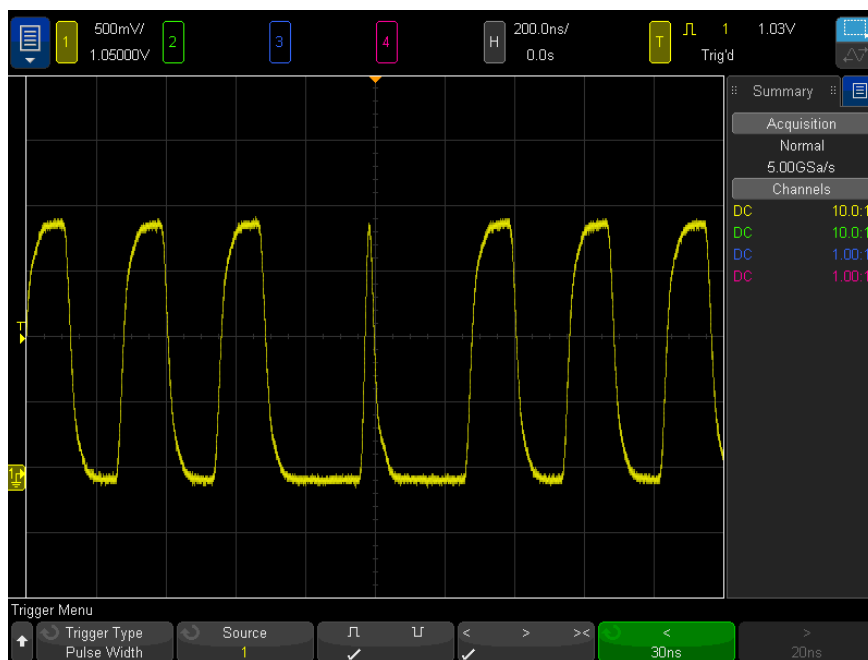 1 500mV/ 2 3 4 H 200.0ns/ T 1 1.03V
1.05000V 0.0s Trig'd
Summary
Acquisition
Normal
5.00GSa/s
Channels
DC 10.0:1
DC 10.0:1
DC 1.00:1
DC 1.00:1
T
1
Trigger Menu
Trigger Type Source < > >< < >
Pulse Width 1 30ns 20ns